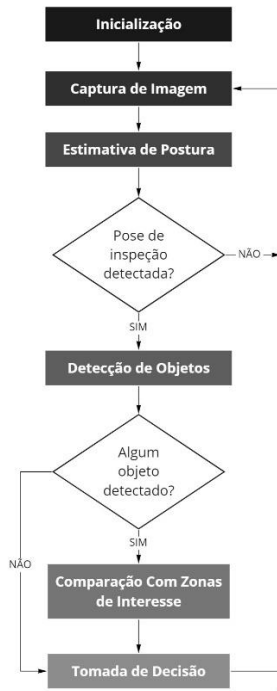 Inicialização
Captura de Imagem
Estimativa de Postura
Pose de
inspeção
detectada?
NÃO
SIM
Detecção de Objetos
Algum
objeto
detectado?
SIM
NÃO
Comparação Com Zonas
de Interesse
Tomada de Decisão